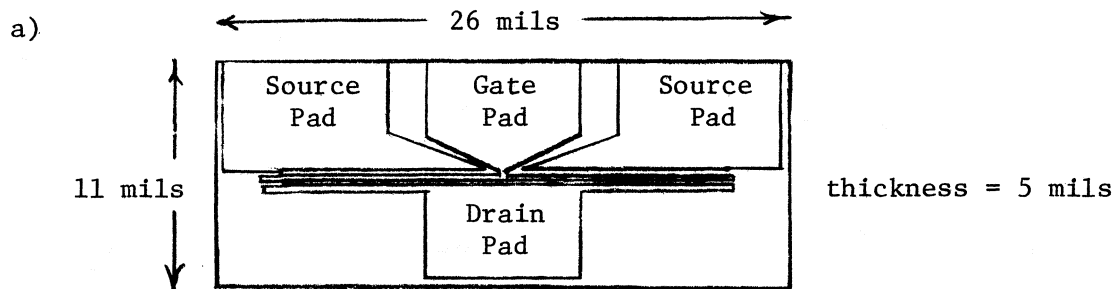 a)
26 mils
Source Pad
Gate Pad
Source Pad
11 mils
thickness = 5 mils
Drain Pad